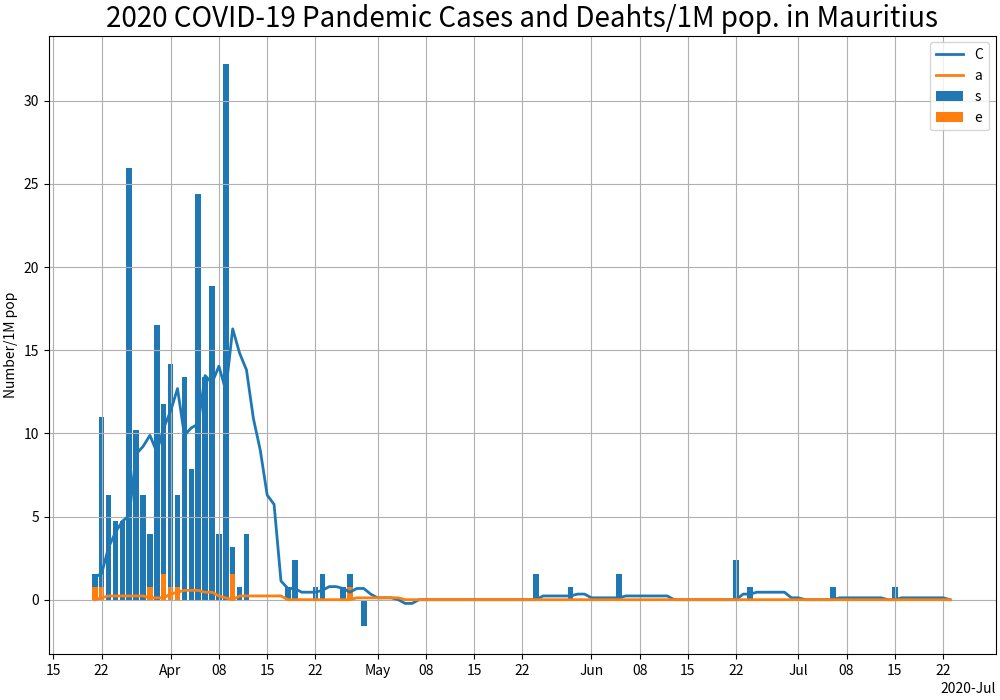 2020 COVID-19 Pandemic Cases and Deahts/1M pop. in Mauritius
C
a
s
e
Number/1M pop
30
25
20
15
10
5
0
15 22 Apr 08 15 22 May 08 15 22 Jun 08 15 22 Jul 08 15 22
2020-Jul